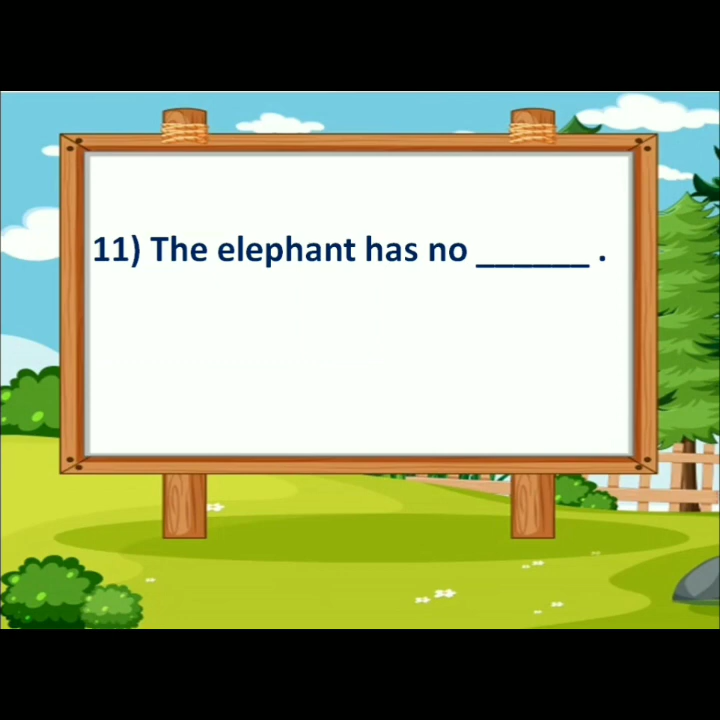 11) The elephant has no ______ .